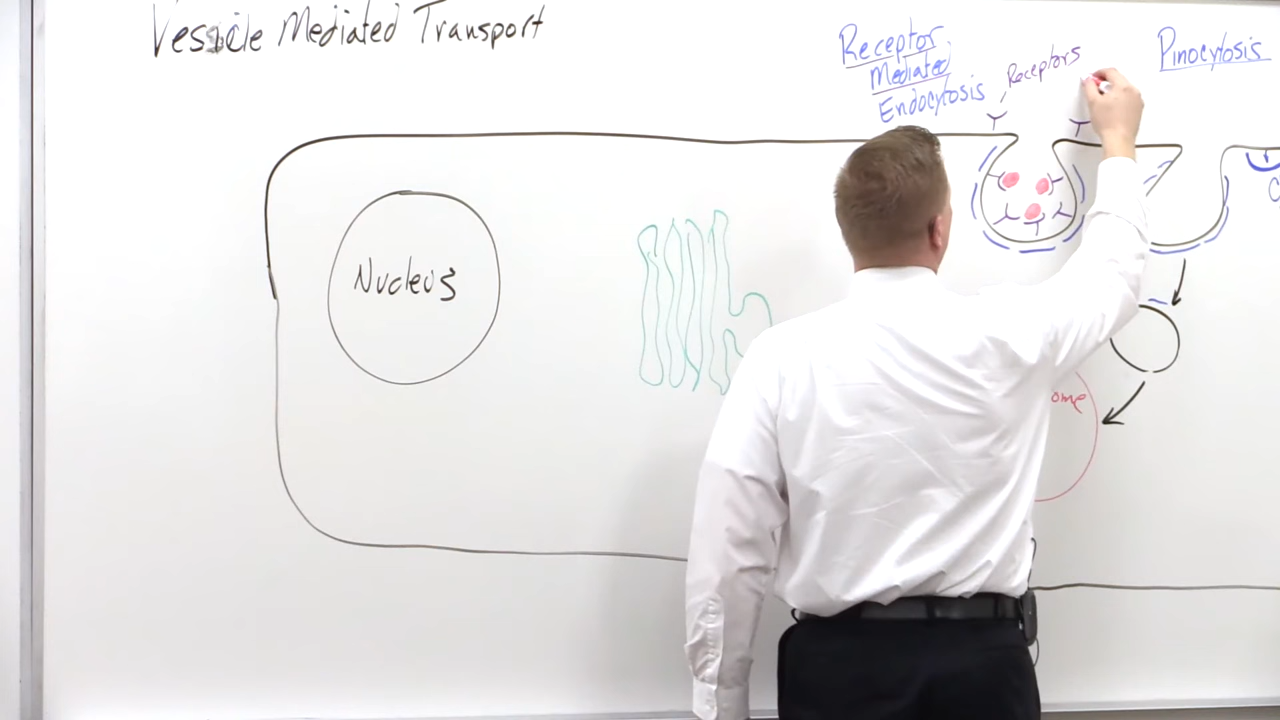 Vesicle Mediated Transport
Receptor
Mediated
Endocytosis
Receptors
Pinocytosis
Nucleus